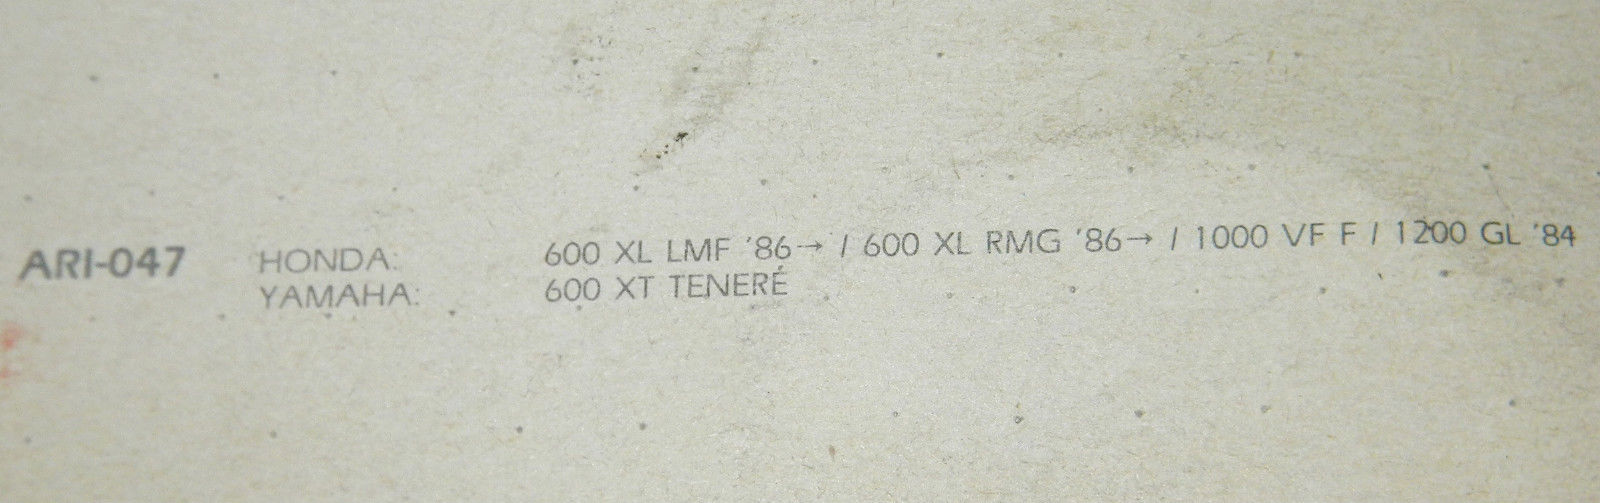 ARI-047 HONDA: 600 XL LMF '86→ / 600 XL RMG '86→ / 1000 VF F / 1200 GL '84
YAMAHA: 600 XT TENERÉ